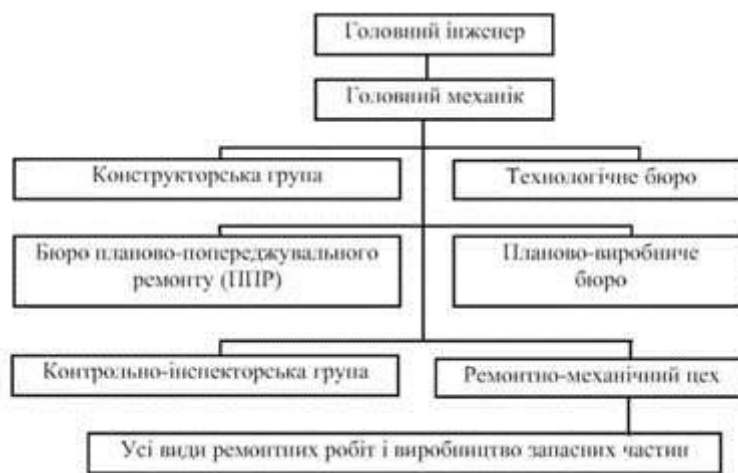 Головний інженер
Головний механік
Конструкторська група
Технологічне бюро
Бюро планово-попереджувального
ремонту (ППР)
Планово-виробниче
бюро
Контрольно-інспекторська група
Ремонтно-механічний цех
Усі види ремонтних робіт і виробництво запасних частин